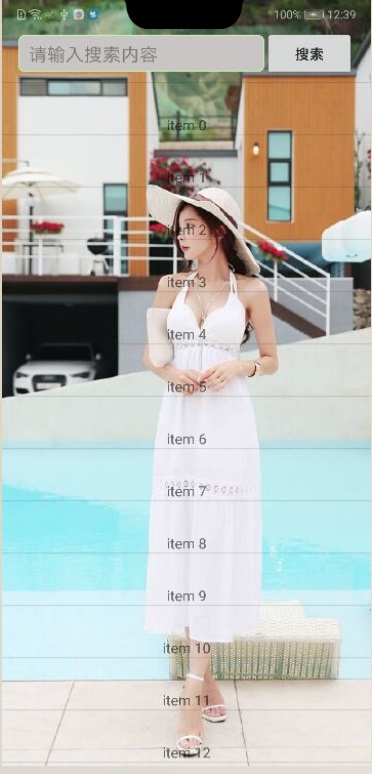 100% 12:39
请输入搜索内容 搜索
item 0
item 1
item 2
item 3
item 4
item 5
item 6
item 7
item 8
item 9
item 10
item 11
item 12